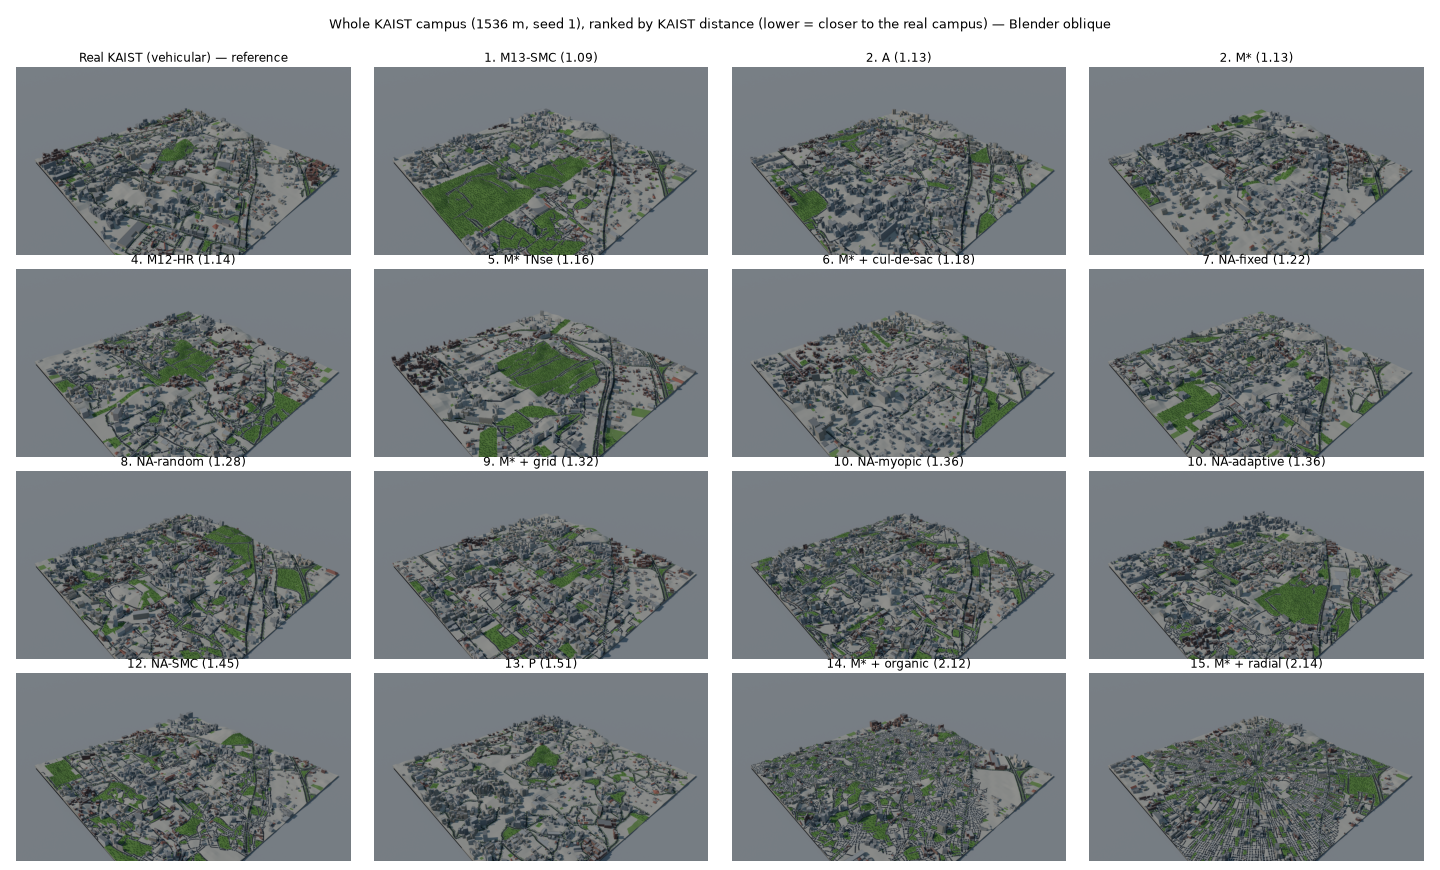 Whole KAIST campus (1536 m, seed 1), ranked by KAIST distance (lower = closer to the real campus) — Blender oblique
Real KAIST (vehicular) — reference
1. M13-SMC (1.09)
2. A (1.13)
2. M* (1.13)
4. M12-HR (1.14)
5. M* TNse (1.16)
6. M* + cul-de-sac (1.18)
7. NA-fixed (1.22)
8. NA-random (1.28)
9. M* + grid (1.32)
10. NA-myopic (1.36)
10. NA-adaptive (1.36)
12. NA-SMC (1.45)
13. P (1.51)
14. M* + organic (2.12)
15. M* + radial (2.14)